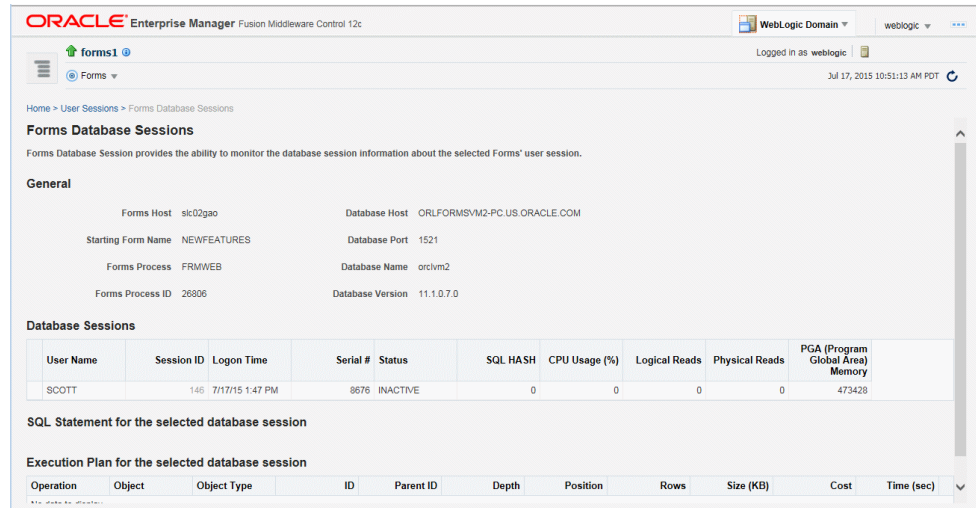 ORACLE Enterprise Manager Fusion Middleware Control 12c
WebLogic Domain
weblogic
forms1
Logged in as weblogic
Forms
Jul 17, 2015 10:51:13 AM PDT
Home > User Sessions > Forms Database Sessions
Forms Database Sessions
Forms Database Session provides the ability to monitor the database session information about the selected Forms' user session.
General
Forms Host slc02gao Database Host ORLFORMSVM2-PC.US.ORACLE.COM
Starting Form Name NEWFEATURES Database Port 1521
Forms Process FRMWEB Database Name orclvm2
Forms Process ID 26806 Database Version 11.1.0.7.0
Database Sessions
User Name Session ID Logon Time Serial # Status SQL HASH CPU Usage (%) Logical Reads Physical Reads PGA (Program Global Area) Memory
SCOTT 146 7/17/15 1:47 PM 8676 INACTIVE 0 0 0 0 473428
SQL Statement for the selected database session
Execution Plan for the selected database session
Operation Object Object Type ID Parent ID Depth Position Rows Size (KB) Cost Time (sec)